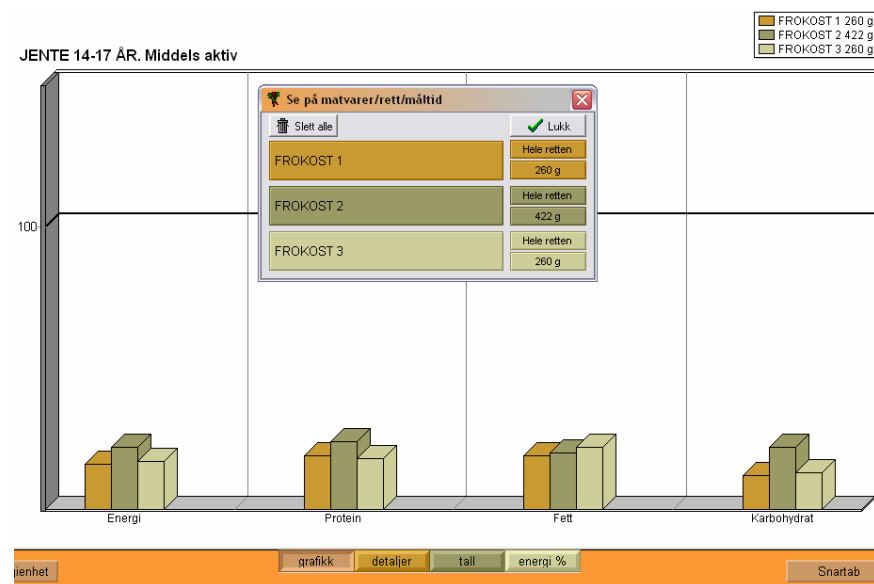 FROKOST 1 260 g
FROKOST 2 422 g
FROKOST 3 260 g
JENTE 14-17 ÅR. Middels aktiv
Se på matvarer/rett/måltid
Slett alle
Lukk
FROKOST 1
Hele retten
260 g
FROKOST 2
Hele retten
422 g
FROKOST 3
Hele retten
260 g
100
Energi
Protein
Fett
Karbohydrat
jienhet
grafikk
detaljer
tall
energi %
Snartab